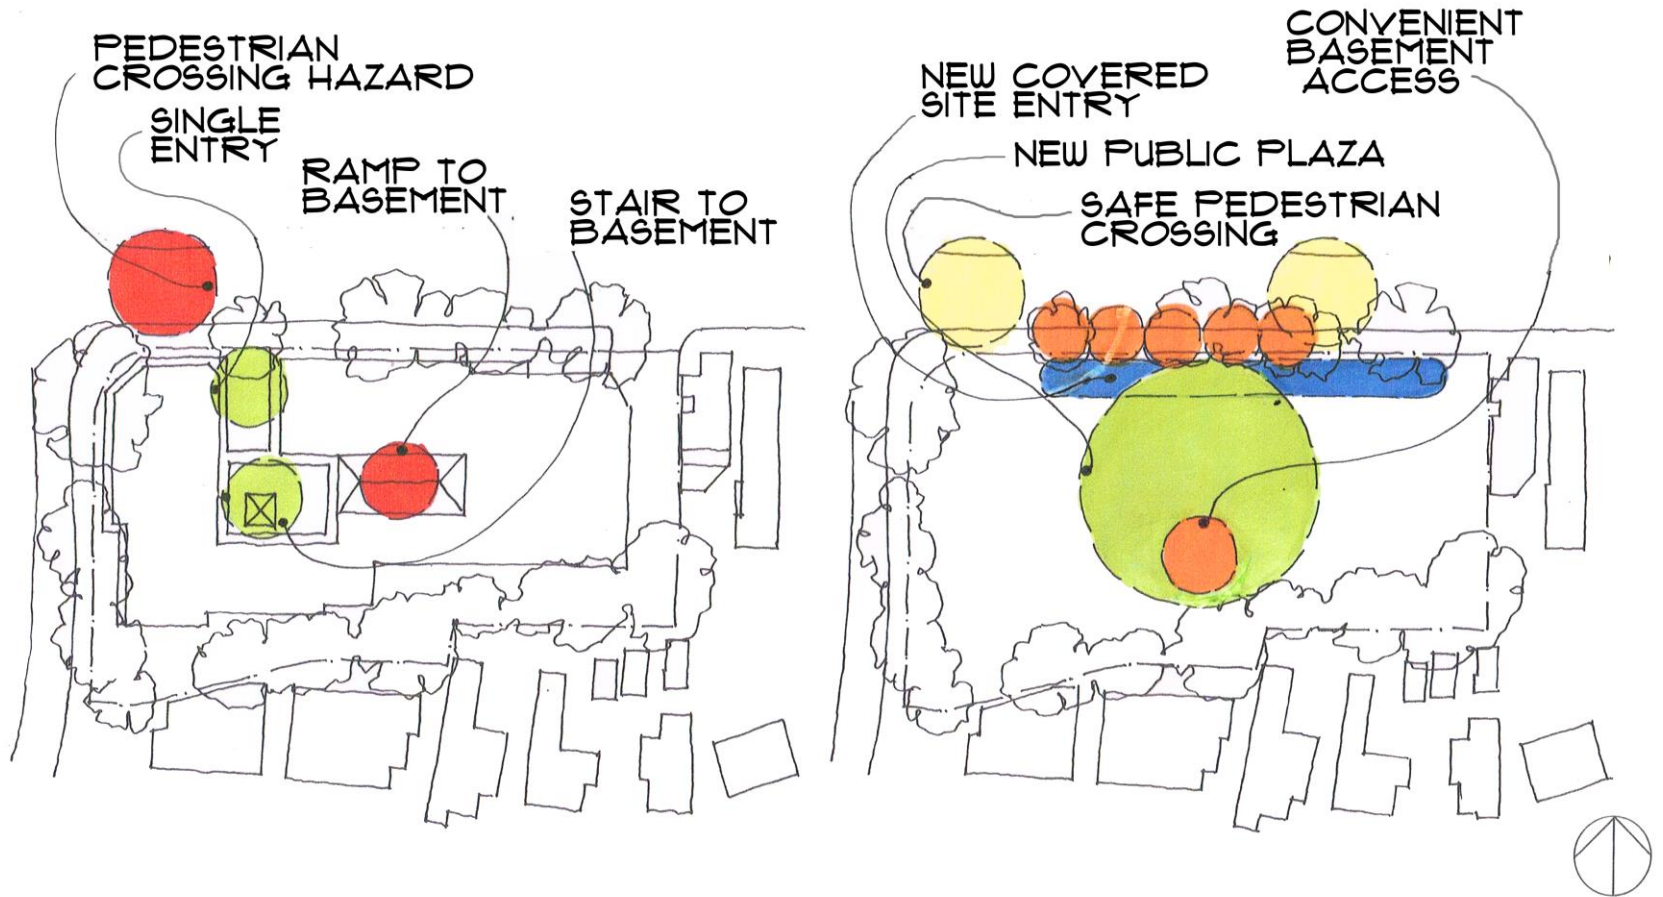 PEDESTRIAN
CROSSING HAZARD
SINGLE
ENTRY
RAMP TO
BASEMENT
STAIR TO
BASEMENT
CONVENIENT
BASEMENT
ACCESS
NEW COVERED
SITE ENTRY
NEW PUBLIC PLAZA
SAFE PEDESTRIAN
CROSSING